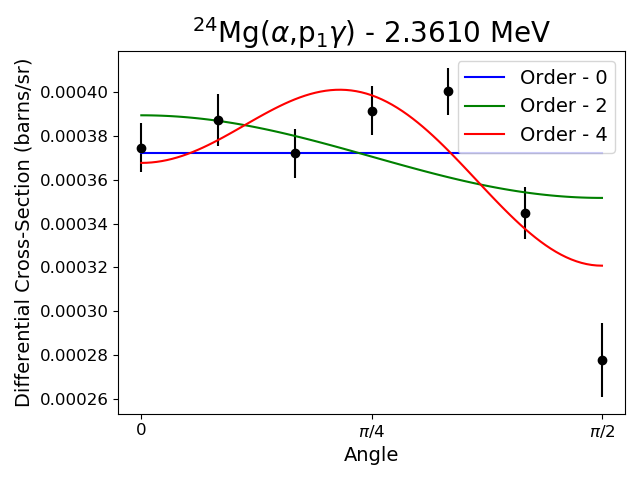 ²⁴Mg(α,p₁γ) - 2.3610 MeV
Differential Cross-Section (barns/sr)
0.00040
0.00038
0.00036
0.00034
0.00032
0.00030
0.00028
0.00026
Order - 0
Order - 2
Order - 4
0 π/4 π/2
Angle